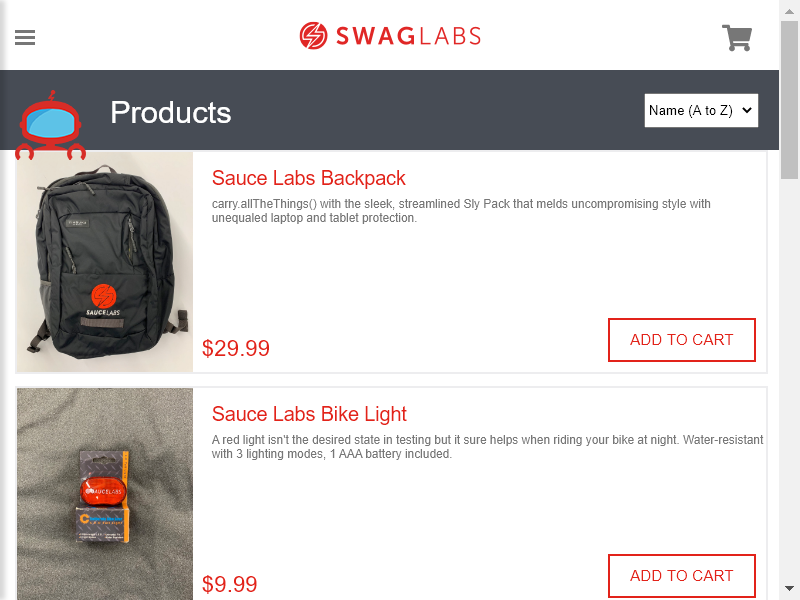 SWAGLABS
Products
Name (A to Z)
SAUCELABS
Sauce Labs Backpack
carry.allTheThings() with the sleek, streamlined Sly Pack that melds uncompromising style with
unequaled laptop and tablet protection.
$29.99
ADD TO CART
SAUCELABS
Sauce Labs Bike Light
A red light isn't the desired state in testing but it sure helps when riding your bike at night. Water-resistant
with 3 lighting modes, 1 AAA battery included.
$9.99
ADD TO CART